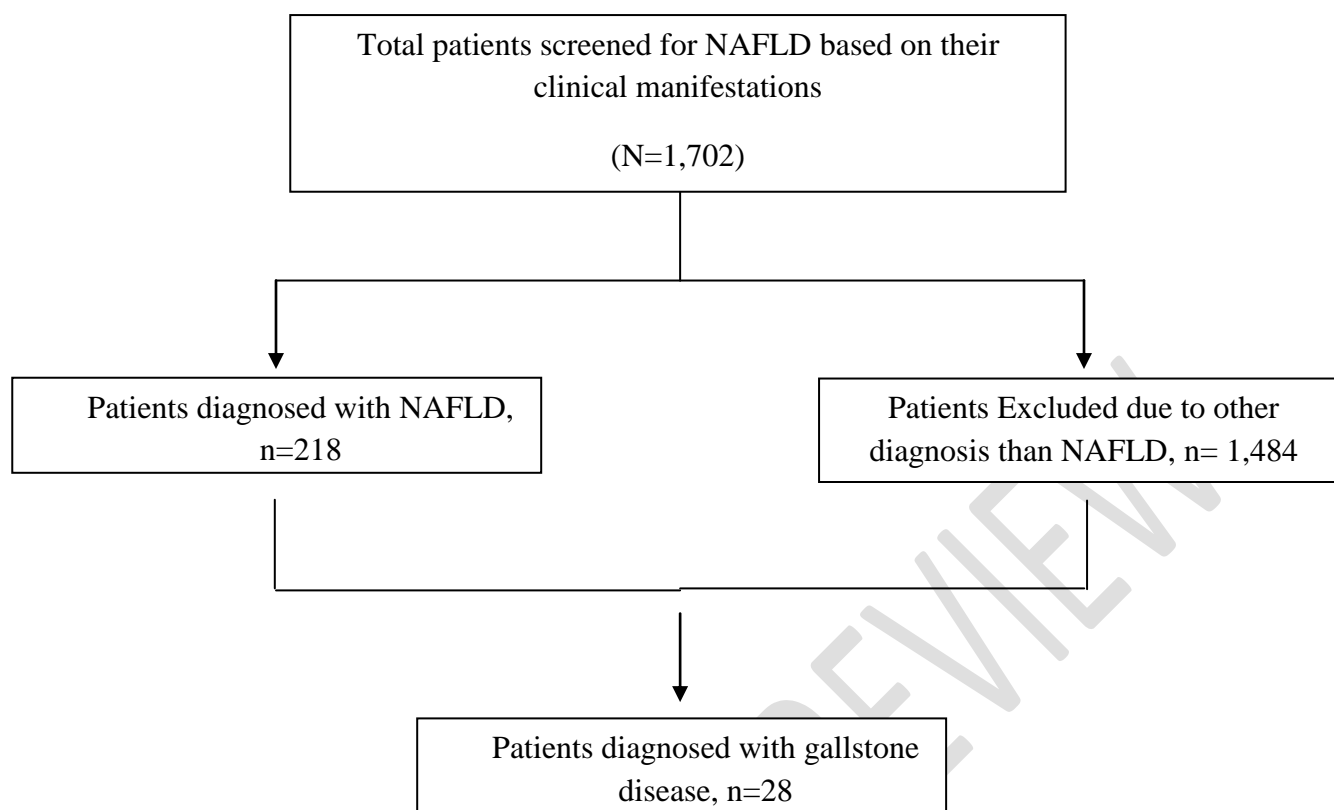 Total patients screened for NAFLD based on their
clinical manifestations
(N=1,702)
Patients diagnosed with NAFLD,
n=218
Patients Excluded due to other
diagnosis than NAFLD, n= 1,484
Patients diagnosed with gallstone
disease, n=28
REVIEW